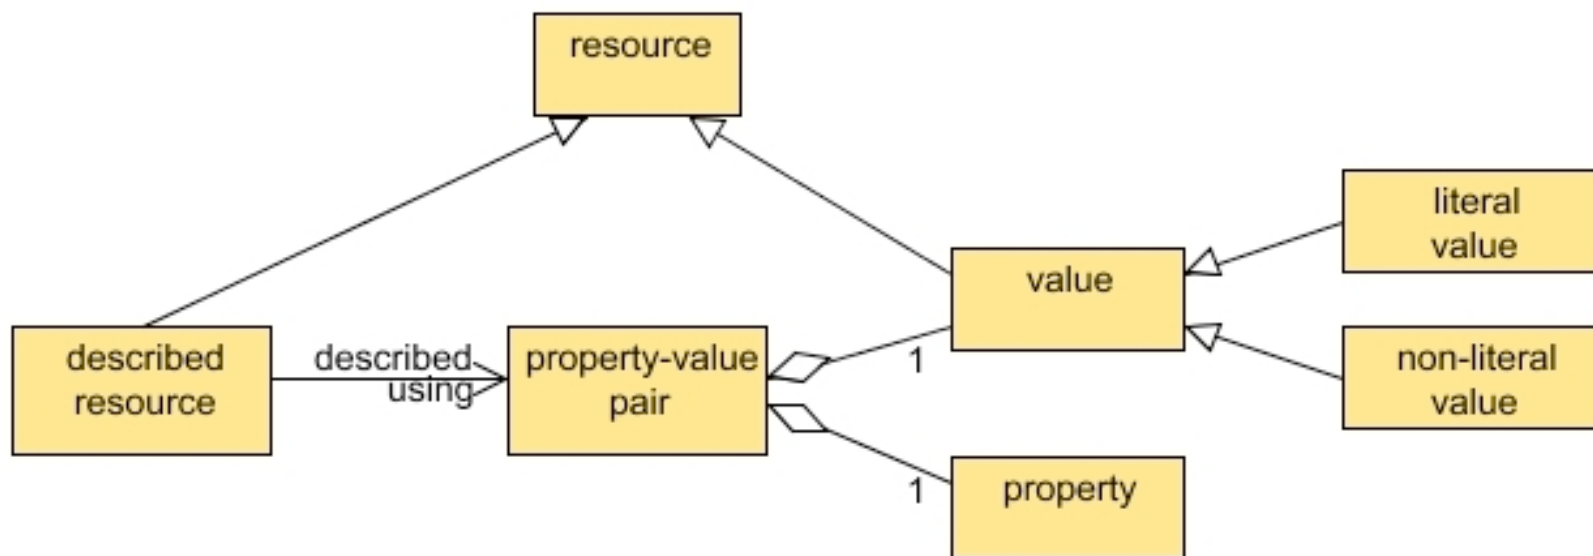 resource
literal
value
value
described
resource
described
using
property-value
pair
1
non-literal
value
1
property